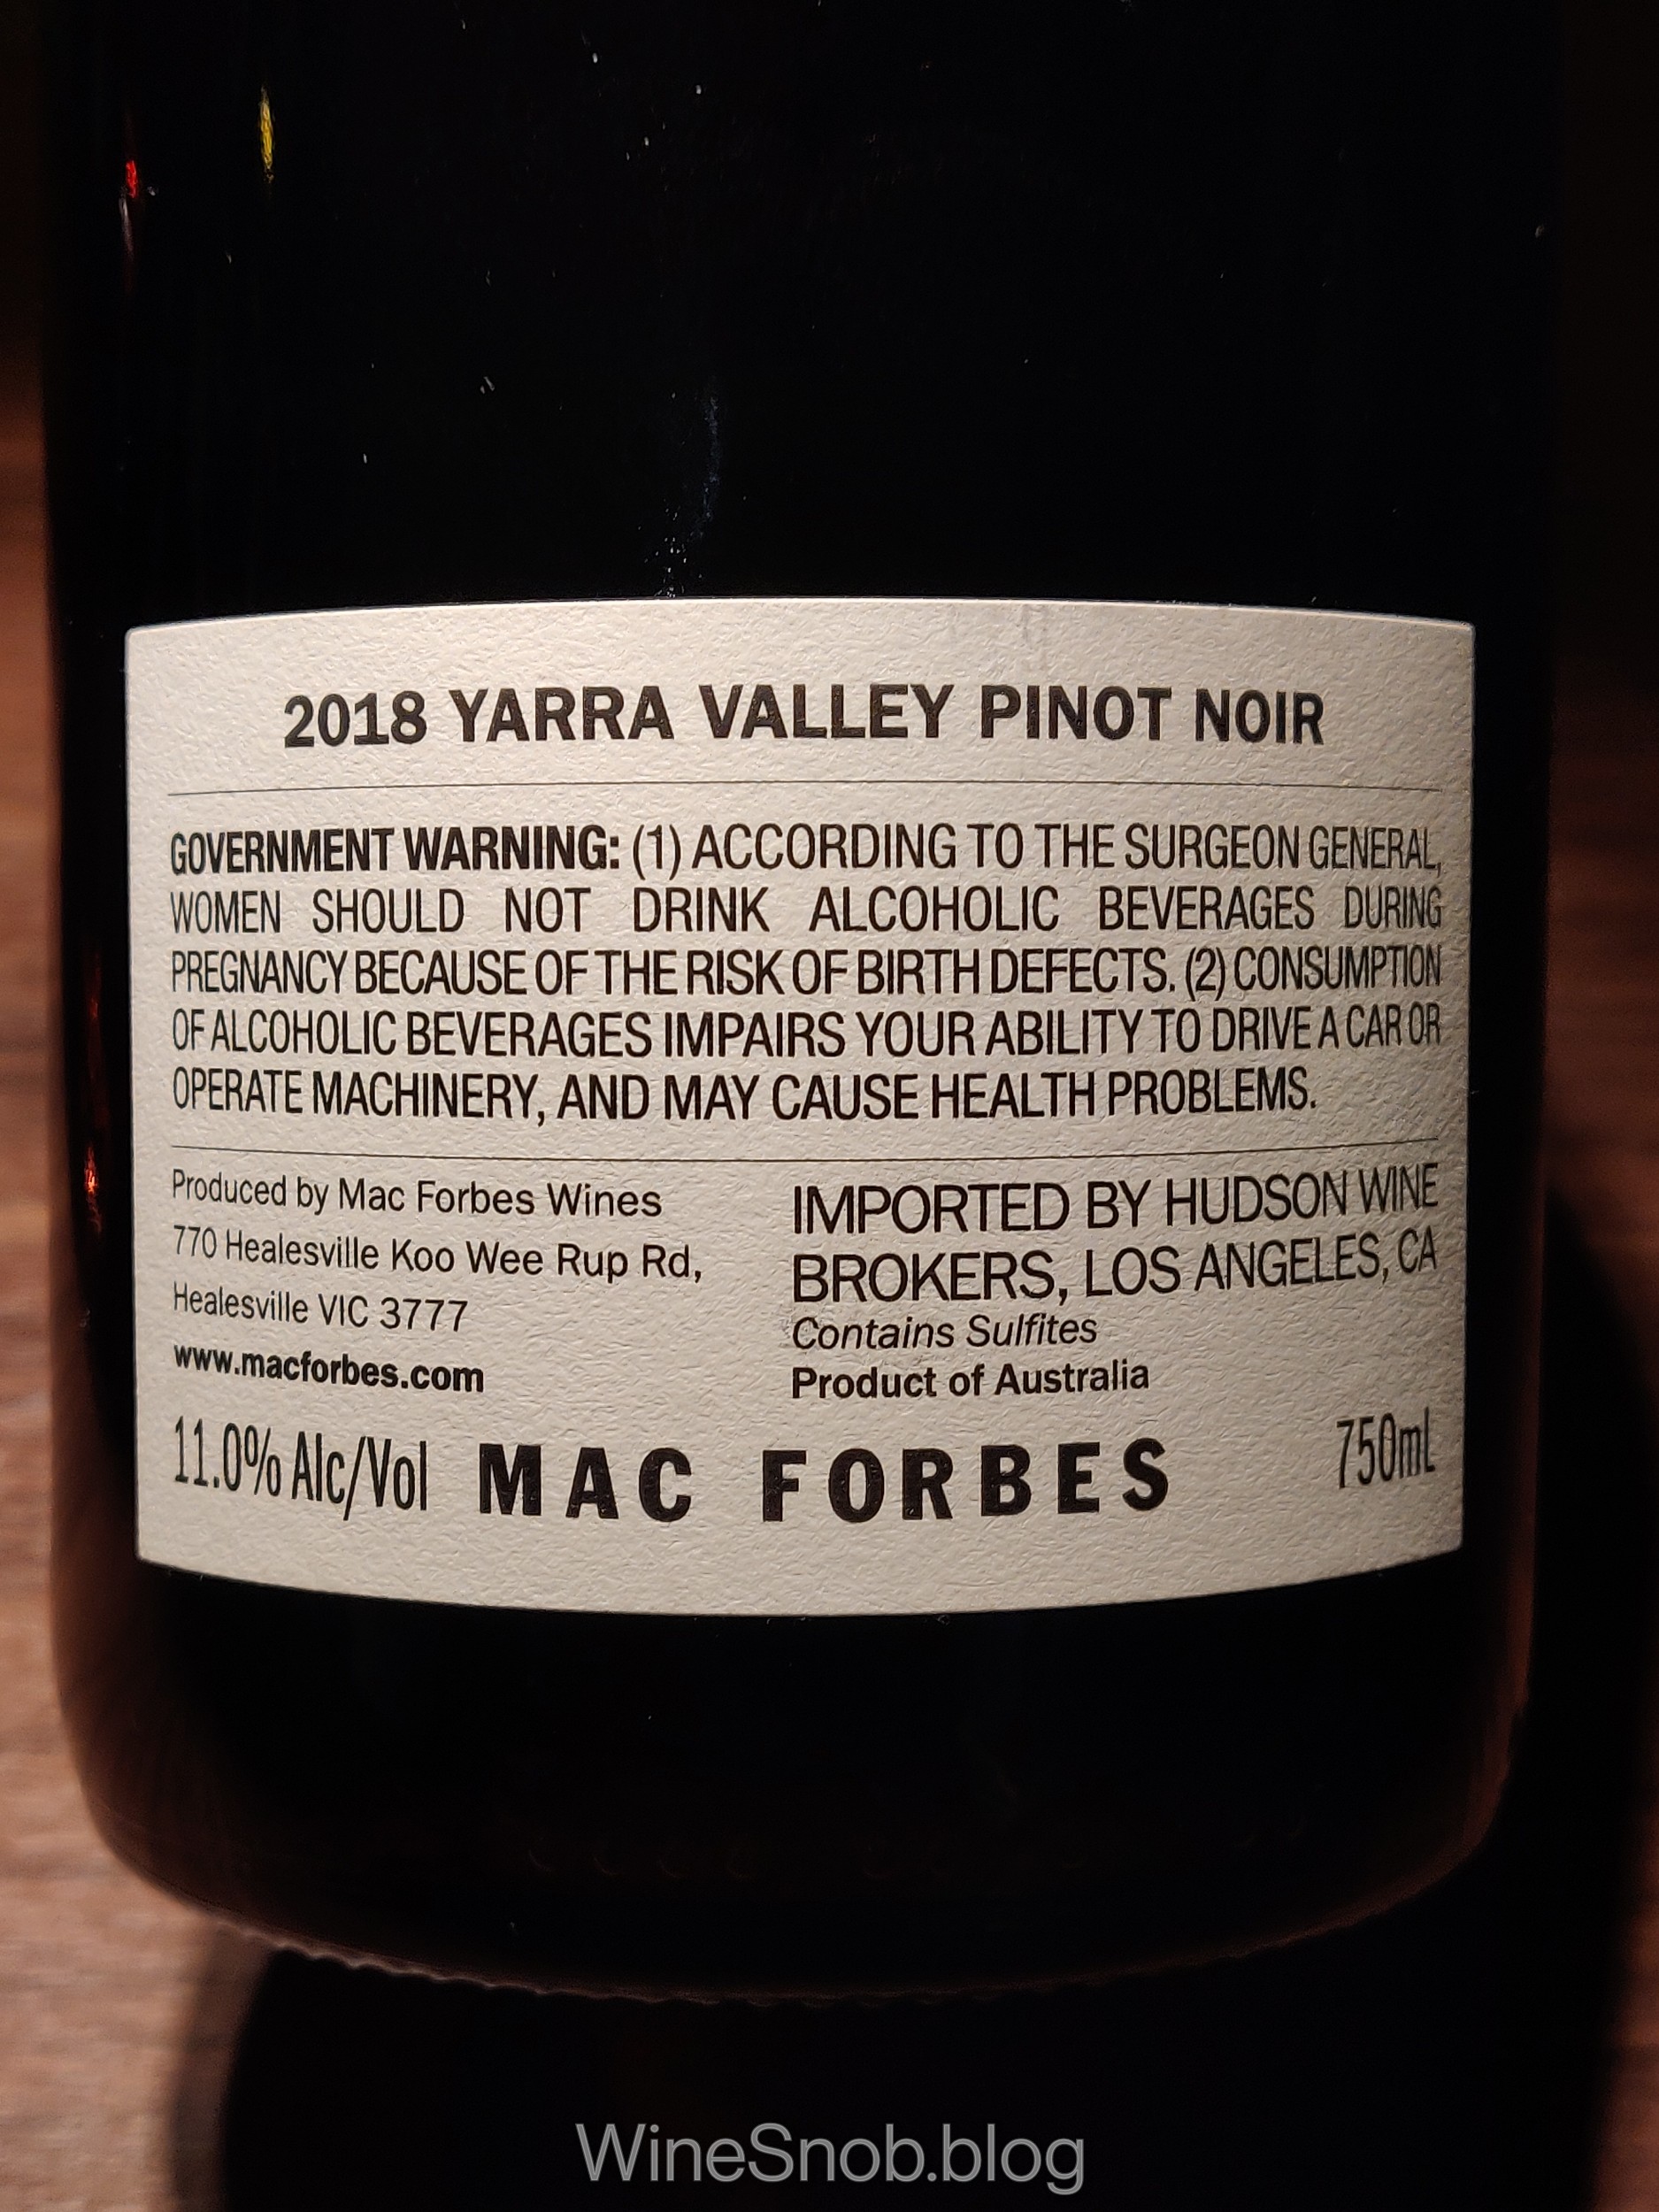 2018 YARRA VALLEY PINOT NOIR
GOVERNMENT WARNING: (1) ACCORDING TO THE SURGEON GENERAL,
WOMEN SHOULD NOT DRINK ALCOHOLIC BEVERAGES DURING
PREGNANCY BECAUSE OF THE RISK OF BIRTH DEFECTS. (2) CONSUMPTION
OF ALCOHOLIC BEVERAGES IMPAIRS YOUR ABILITY TO DRIVE A CAR OR
OPERATE MACHINERY, AND MAY CAUSE HEALTH PROBLEMS.
Produced by Mac Forbes Wines
770 Healesville Koo Wee Rup Rd,
Healesville VIC 3777
www.macforbes.com
IMPORTED BY HUDSON WINE
BROKERS, LOS ANGELES, CA
Contains Sulfites
Product of Australia
11.0% Alc/Vol MAC FORBES 750mL
WineSnob.blog